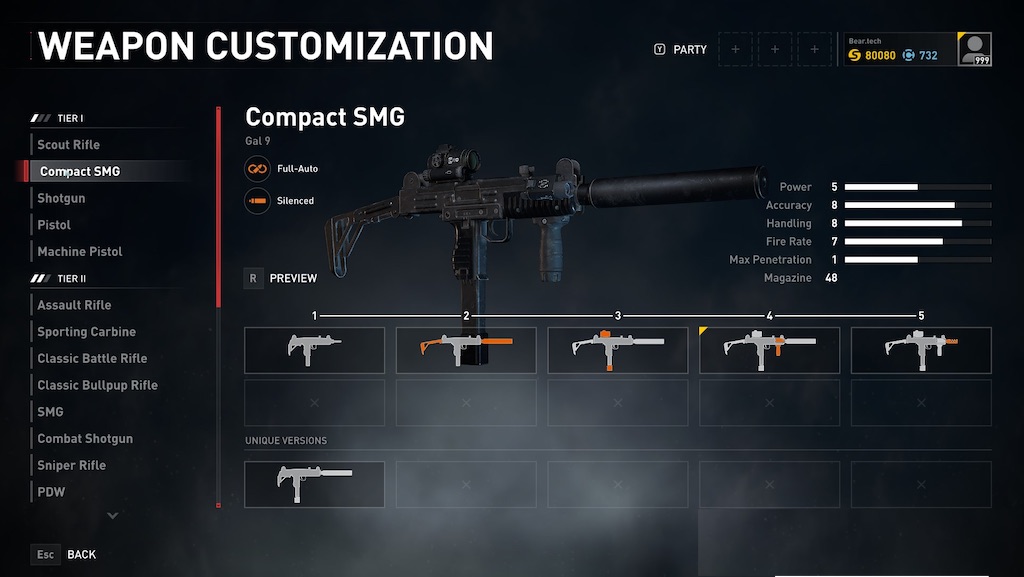 WEAPON CUSTOMIZATION
Y PARTY
Bear.tech
80080 732
999
TIER I
Scout Rifle
Compact SMG
Shotgun
Pistol
Machine Pistol
TIER II
Assault Rifle
Sporting Carbine
Classic Battle Rifle
Classic Bullpup Rifle
SMG
Combat Shotgun
Sniper Rifle
PDW
Compact SMG
Gal 9
Full-Auto
Silenced
R PREVIEW
Power 5
Accuracy 8
Handling 8
Fire Rate 7
Max Penetration 1
Magazine 48
1 2 3 4 5
UNIQUE VERSIONS
Esc BACK